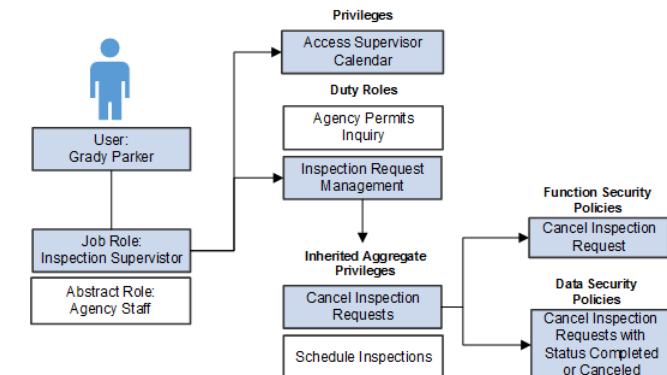 Privileges
Access Supervisor
Calendar
Duty Roles
Agency Permits
Inquiry
User:
Grady Parker
Inspection Request
Management
Function Security
Policies
Cancel Inspection
Request
Job Role:
Inspection Supervistor
Inherited Aggregate
Privileges
Abstract Role:
Agency Staff
Cancel Inspection
Requests
Data Security
Policies
Cancel Inspection
Requests with
Status Completed
or Canceled
Schedule Inspections